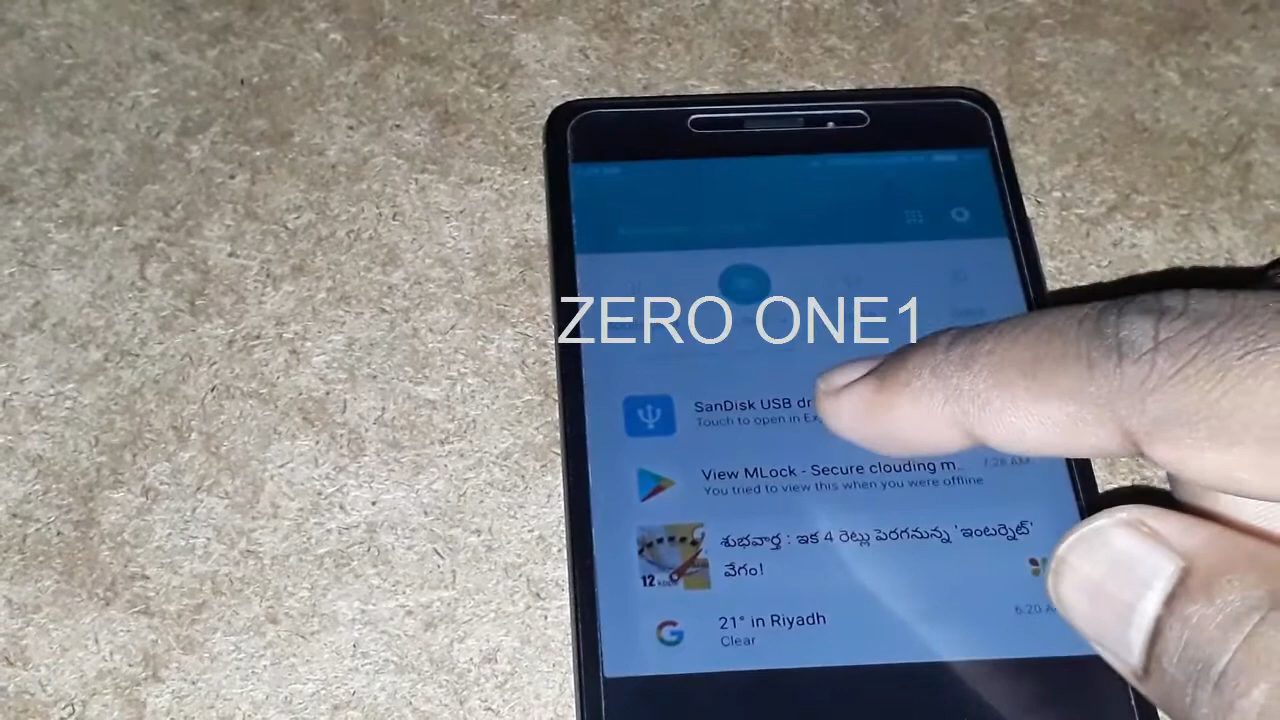 ZERO ONE1
SanDisk USB dr
Touch to open in Ex
View MLock - Secure clouding m...
7:28 AM
You tried to view this when you were offline
శుభవార్త : ఇక 4 రెట్లు పెరగనున్న 'ఇంటర్నెట్'
వేగం!
12
21° in Riyadh
6:20 A
Clear